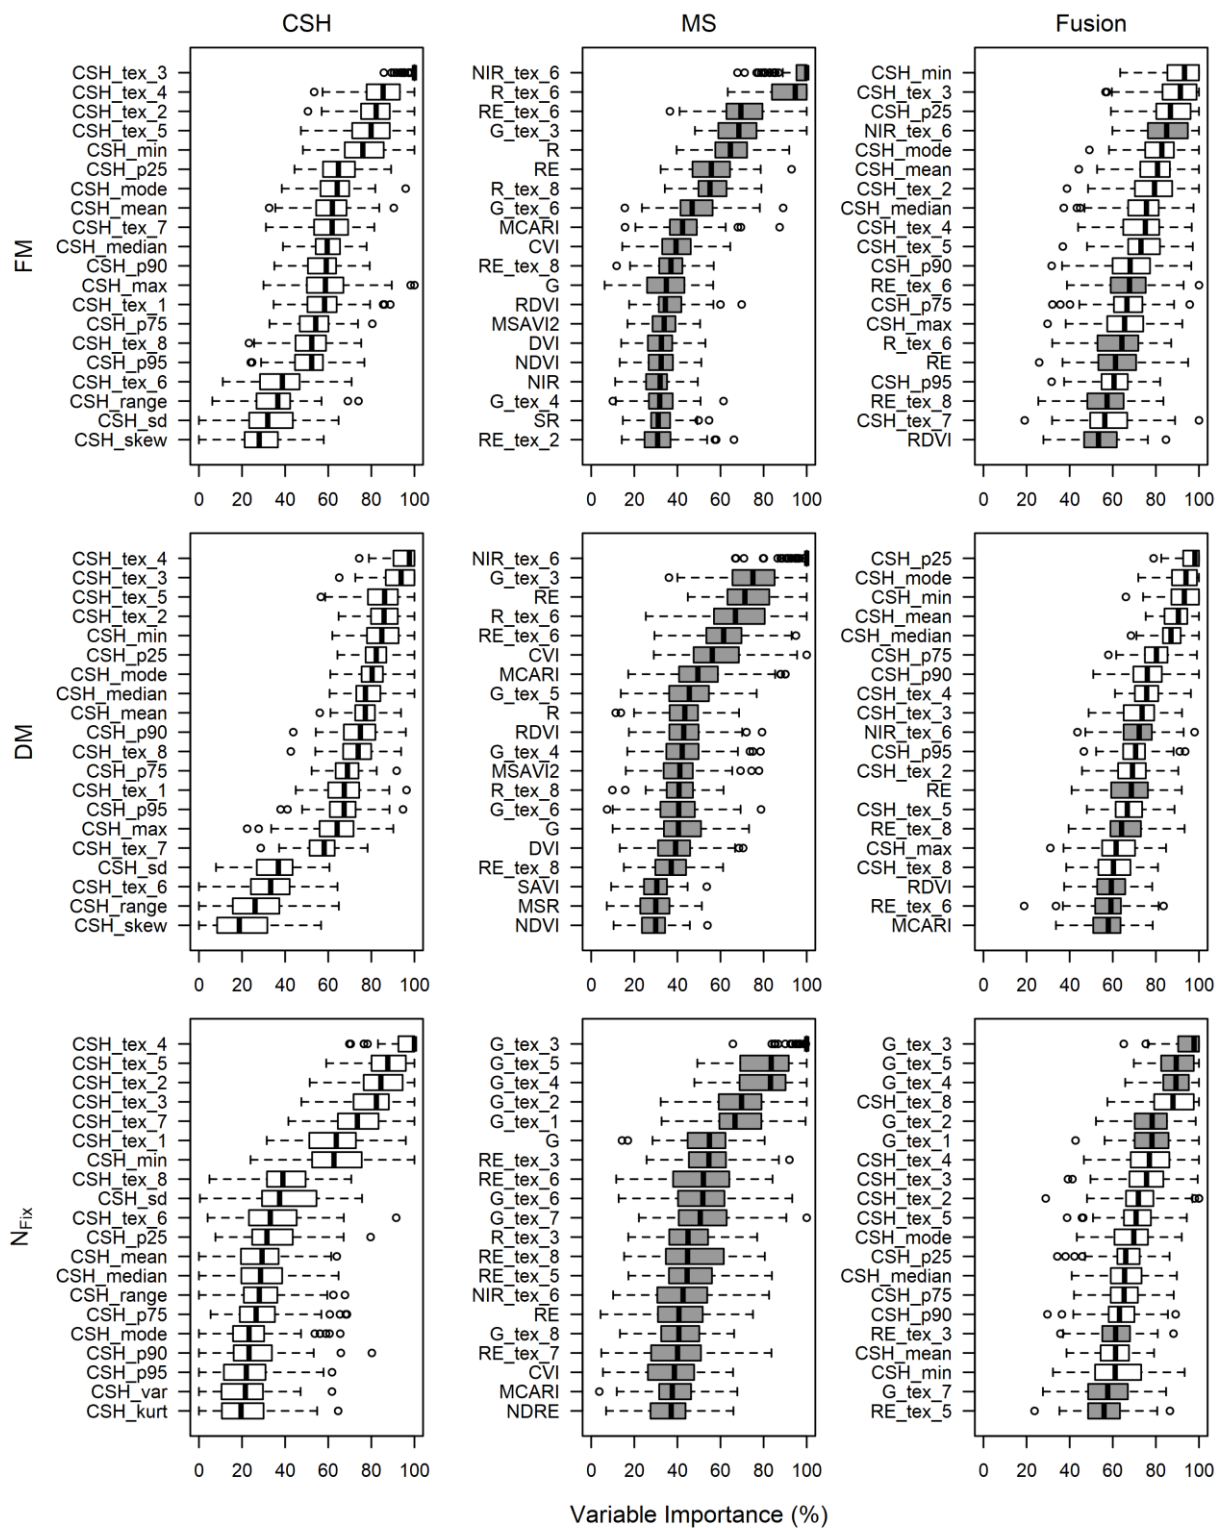 CSH MS Fusion
FM
CSH_tex_3
CSH_tex_4
CSH_tex_2
CSH_tex_5
CSH_min
CSH_p25
CSH_mode
CSH_mean
CSH_tex_7
CSH_median
CSH_p90
CSH_max
CSH_tex_1
CSH_p75
CSH_tex_8
CSH_p95
CSH_tex_6
CSH_range
CSH_sd
CSH_skew
0 20 40 60 80 100
NIR_tex_6
R_tex_6
RE_tex_6
G_tex_3
R
RE
R_tex_8
G_tex_6
MCARI
CVI
RE_tex_8
G
RDVI
MSAVI2
DVI
NDVI
NIR
G_tex_4
SR
RE_tex_2
0 20 40 60 80 100
CSH_min
CSH_tex_3
CSH_p25
NIR_tex_6
CSH_mode
CSH_mean
CSH_tex_2
CSH_median
CSH_tex_4
CSH_tex_5
CSH_p90
RE_tex_6
CSH_p75
CSH_max
R_tex_6
RE
CSH_p95
RE_tex_8
CSH_tex_7
RDVI
0 20 40 60 80 100
DM
CSH_tex_4
CSH_tex_3
CSH_tex_5
CSH_tex_2
CSH_min
CSH_p25
CSH_mode
CSH_median
CSH_mean
CSH_p90
CSH_tex_8
CSH_p75
CSH_tex_1
CSH_p95
CSH_max
CSH_tex_7
CSH_sd
CSH_tex_6
CSH_range
CSH_skew
0 20 40 60 80 100
NIR_tex_6
G_tex_3
RE
R_tex_6
RE_tex_6
CVI
MCARI
G_tex_5
R
RDVI
G_tex_4
MSAVI2
R_tex_8
G_tex_6
G
DVI
RE_tex_8
SAVI
MSR
NDVI
0 20 40 60 80 100
CSH_p25
CSH_mode
CSH_min
CSH_mean
CSH_median
CSH_p75
CSH_p90
CSH_tex_4
CSH_tex_3
NIR_tex_6
CSH_p95
CSH_tex_2
RE
CSH_tex_5
RE_tex_8
CSH_max
CSH_tex_8
RDVI
RE_tex_6
MCARI
0 20 40 60 80 100
NFix
CSH_tex_4
CSH_tex_5
CSH_tex_2
CSH_tex_3
CSH_tex_7
CSH_tex_1
CSH_min
CSH_tex_8
CSH_sd
CSH_tex_6
CSH_p25
CSH_mean
CSH_median
CSH_range
CSH_p75
CSH_mode
CSH_p90
CSH_p95
CSH_var
CSH_kurt
0 20 40 60 80 100
G_tex_3
G_tex_5
G_tex_4
G_tex_2
G_tex_1
G
RE_tex_3
RE_tex_6
G_tex_6
G_tex_7
R_tex_3
RE_tex_8
RE_tex_5
NIR_tex_6
RE
G_tex_8
RE_tex_7
CVI
MCARI
NDRE
0 20 40 60 80 100
G_tex_3
G_tex_5
G_tex_4
CSH_tex_8
G_tex_2
G_tex_1
CSH_tex_4
CSH_tex_3
CSH_tex_2
CSH_tex_5
CSH_mode
CSH_p25
CSH_median
CSH_p75
CSH_p90
RE_tex_3
CSH_mean
CSH_min
G_tex_7
RE_tex_5
0 20 40 60 80 100
Variable Importance (%)